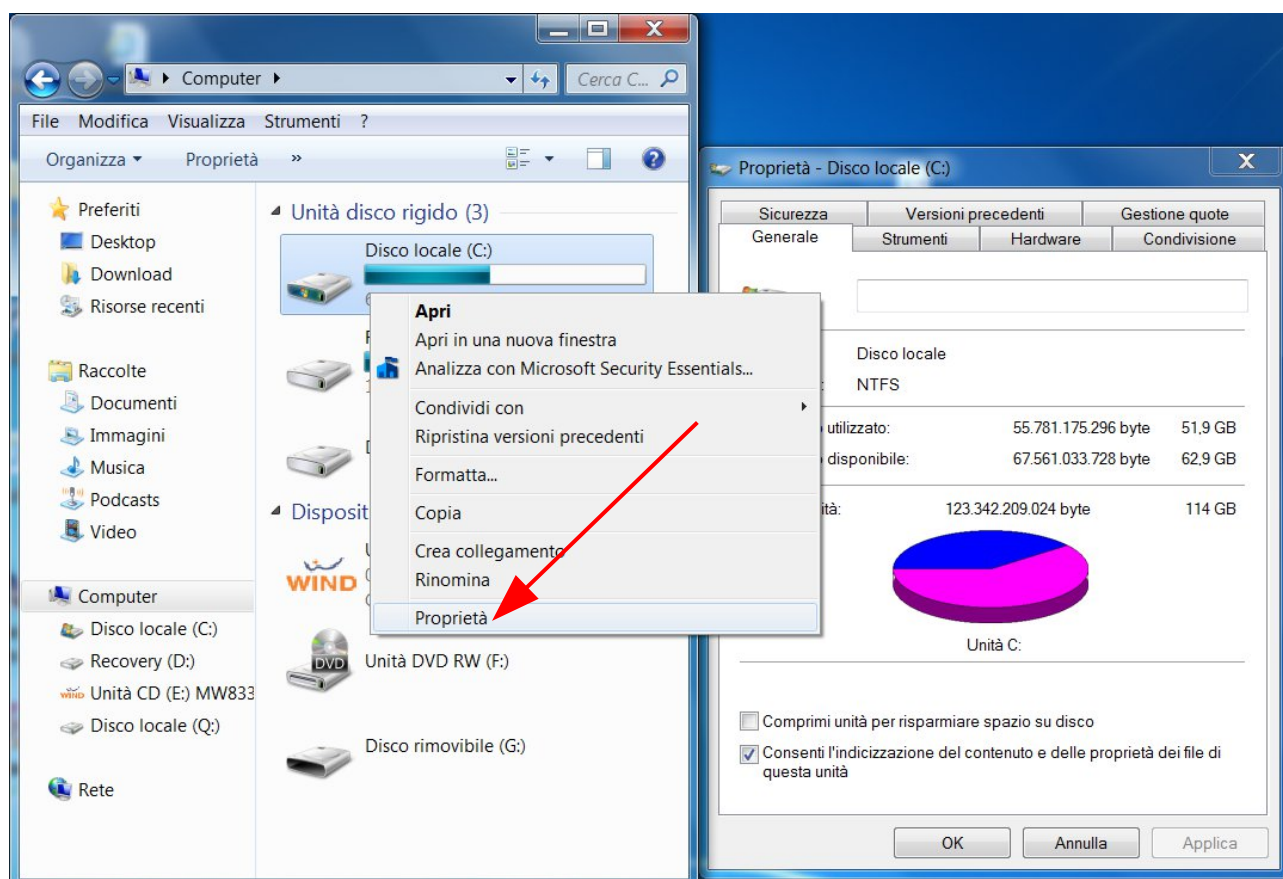 Computer
Cerca C...
File Modifica Visualizza Strumenti ?
Organizza Proprietà »
Preferiti
Desktop
Download
Risorse recenti
Raccolte
Documenti
Immagini
Musica
Podcasts
Video
Computer
Disco locale (C:)
Recovery (D:)
Unità CD (E:) MW833
Disco locale (Q:)
Rete
Unità disco rigido (3)
Disco locale (C:)
Disposit
WIND
DVD
Unità DVD RW (F:)
Disco rimovibile (G:)
Apri
Apri in una nuova finestra
Analizza con Microsoft Security Essentials...
Condividi con
Ripristina versioni precedenti
Formatta...
Copia
Crea collegamento
Rinomina
Proprietà
Proprietà - Disco locale (C:)
Sicurezza Versioni precedenti Gestione quote
Generale Strumenti Hardware Condivisione
Disco locale
NTFS
utilizzato: 55.781.175.296 byte 51,9 GB
disponibile: 67.561.033.728 byte 62,9 GB
ità: 123.342.209.024 byte 114 GB
Unità C:
Comprimi unità per risparmiare spazio su disco
Consenti l'indicizzazione del contenuto e delle proprietà dei file di
questa unità
OK Annulla Applica